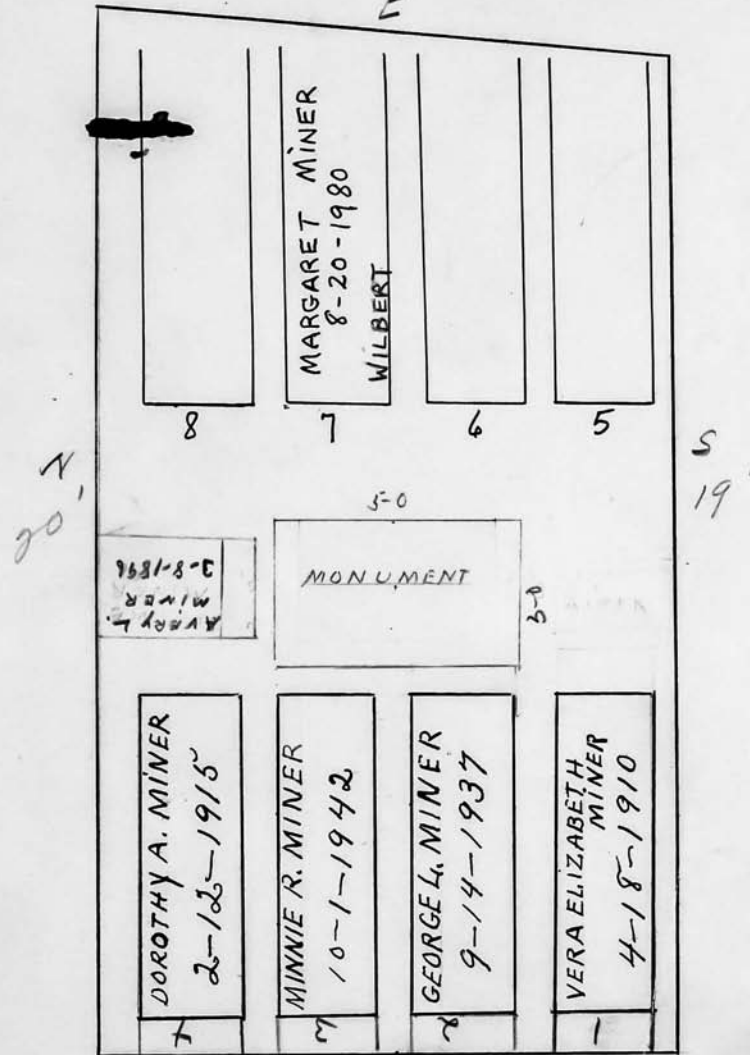 E
MARGARET MINER
8-20-1980
WILBERT
8
7
6
5
N
20'
S
19'
5-0
MONUMENT
3-0
AVERY L.
MINER
3-8-1896
DOROTHY A. MINER
2-12-1915
MINNIE R. MINER
10-1-1942
GEORGE L. MINER
9-14-1937
VERA ELIZABETH
MINER
4-18-1910
4
3
2
1